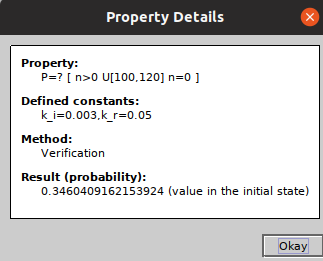 Property Details
Property:
P=? [ n>0 U[100,120] n=0 ]
Defined constants:
k_i=0.003,k_r=0.05
Method:
Verification
Result (probability):
0.3460409162153924 (value in the initial state)
Okay